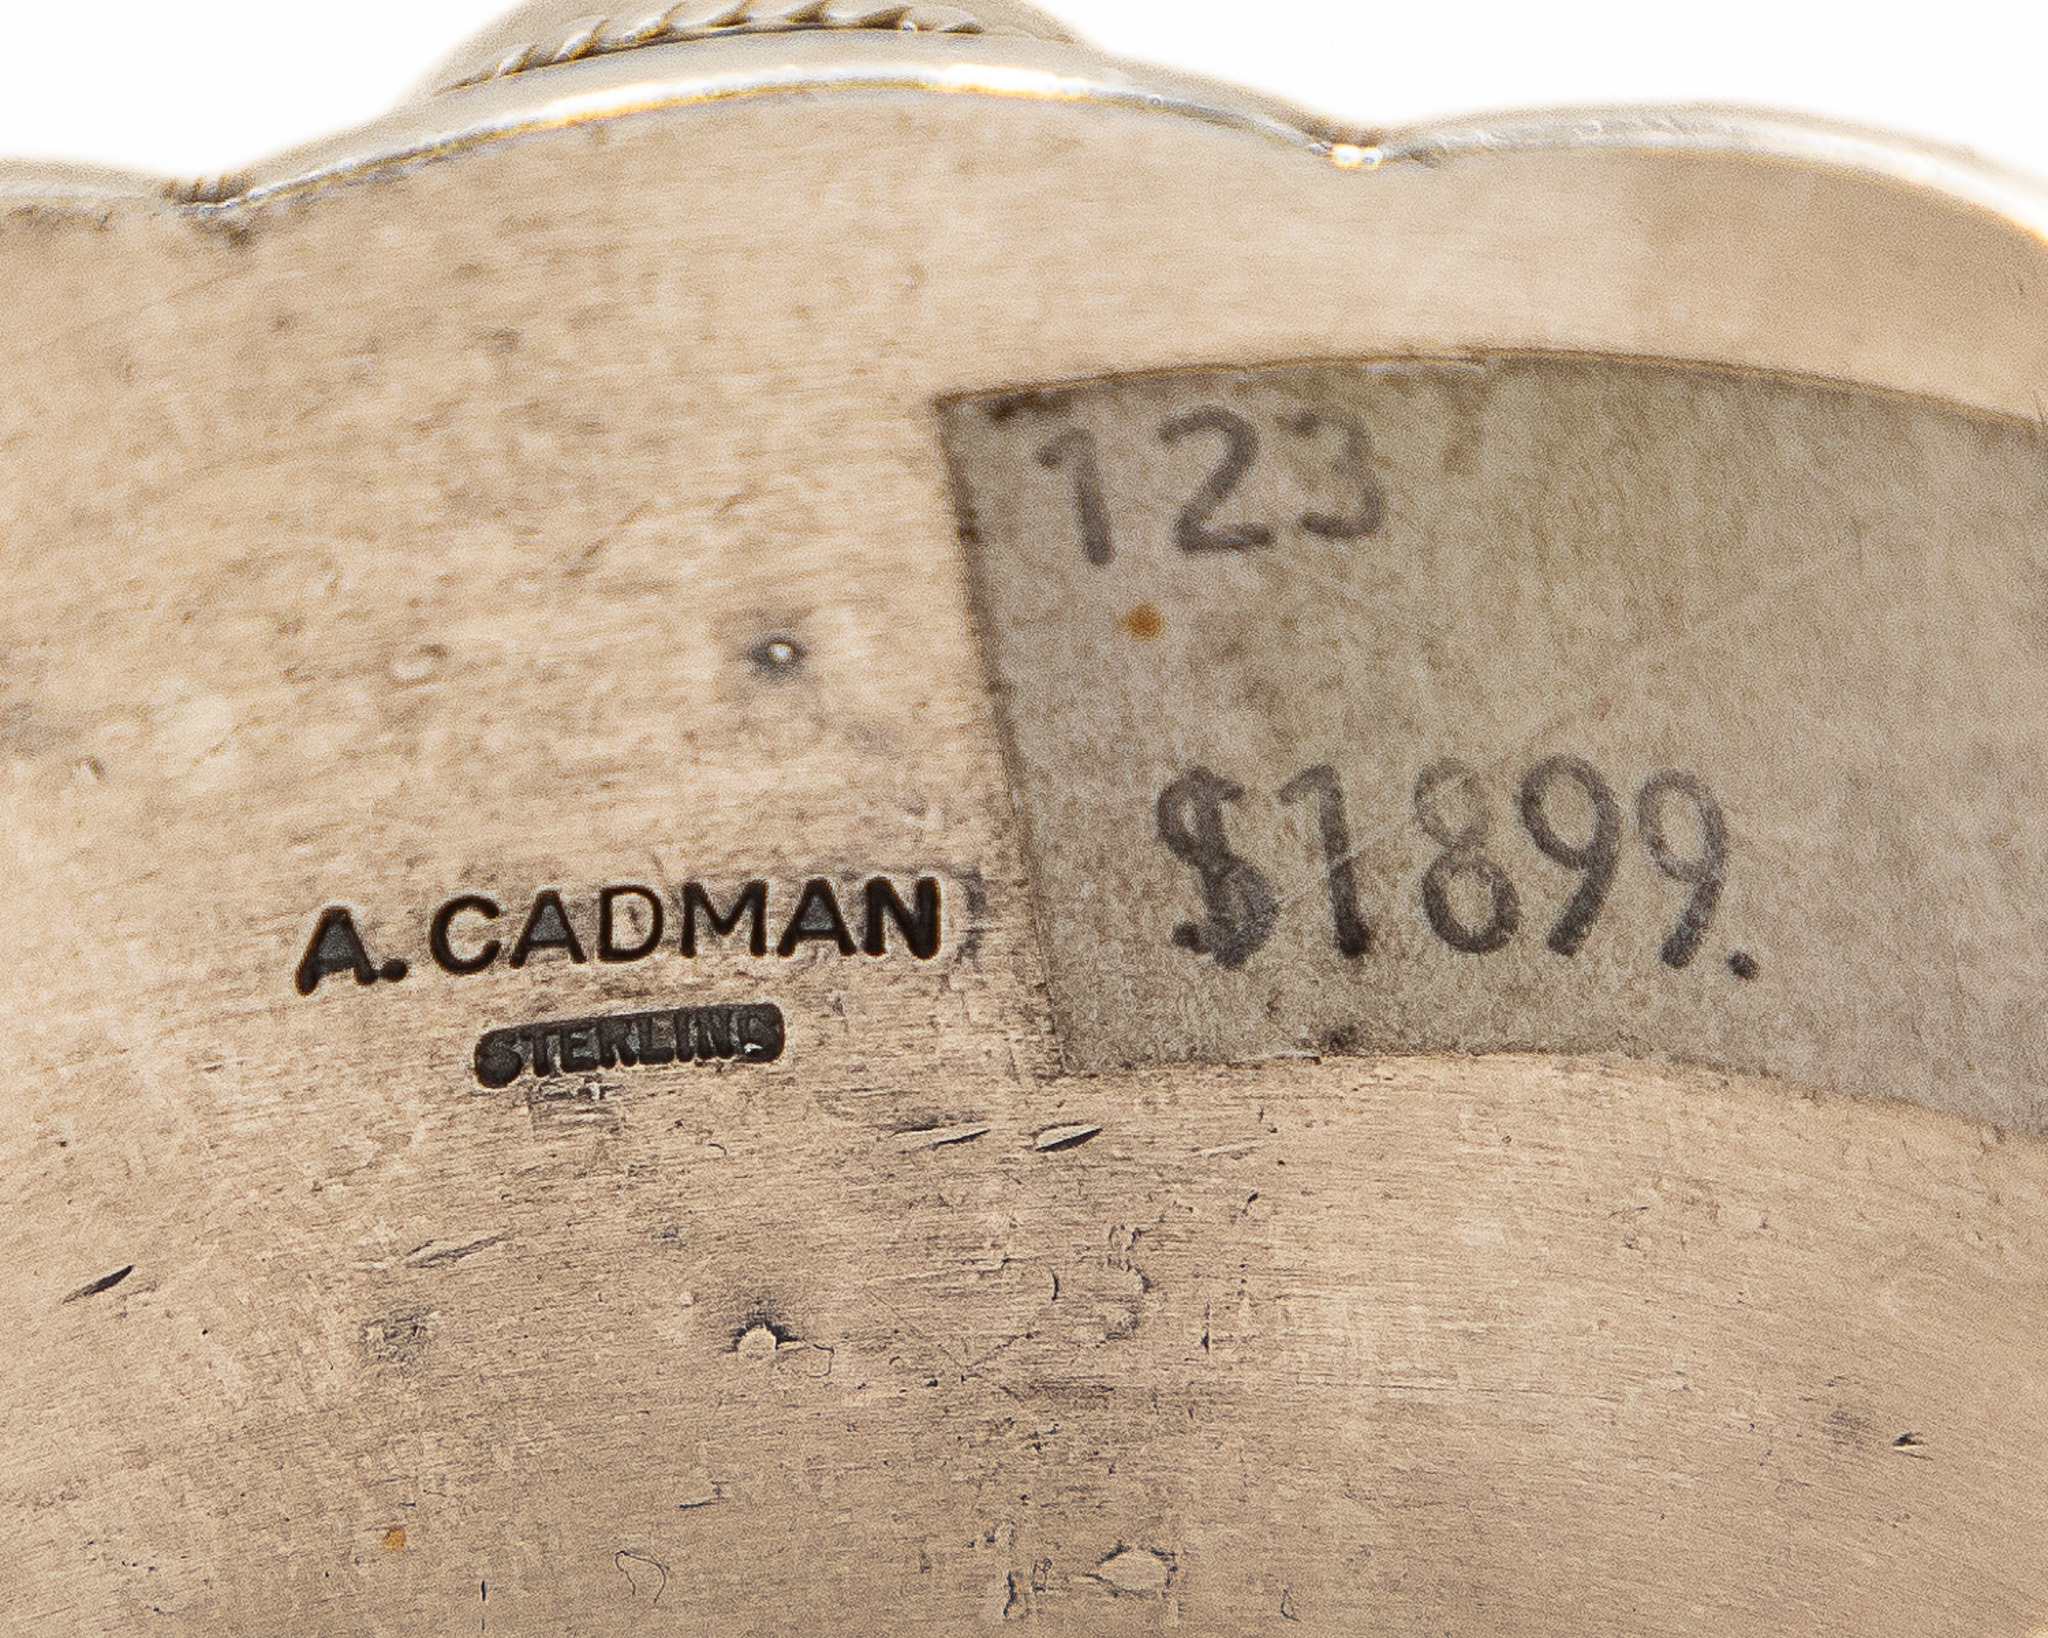 123
$1899.
A. CADMAN
STERLING